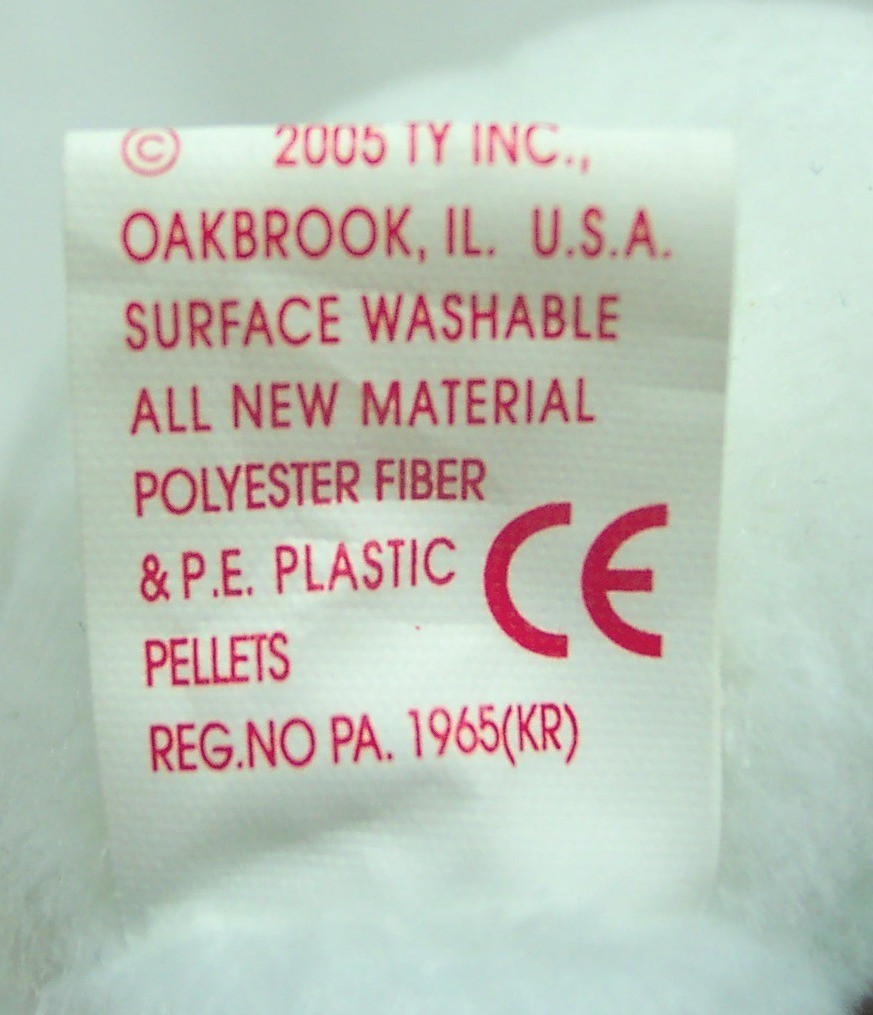 © 2005 TY INC.,
OAKBROOK, IL. U.S.A.
SURFACE WASHABLE
ALL NEW MATERIAL
POLYESTER FIBER
& P.E. PLASTIC
PELLETS
CE
REG.NO PA. 1965(KR)